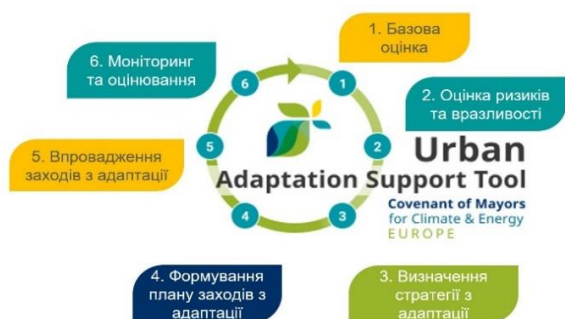 1. Базова
оцінка
6. Моніторинг
та оцінювання
6
1
2. Оцінка ризиків
та вразливості
5
2
5. Впровадження
заходів з адаптації
Urban
Adaptation Support Tool
Covenant of Mayors
for Climate & Energy
EUROPE
4
3
4. Формування
плану заходів з
адаптації
3. Визначення
стратегії з
адаптації